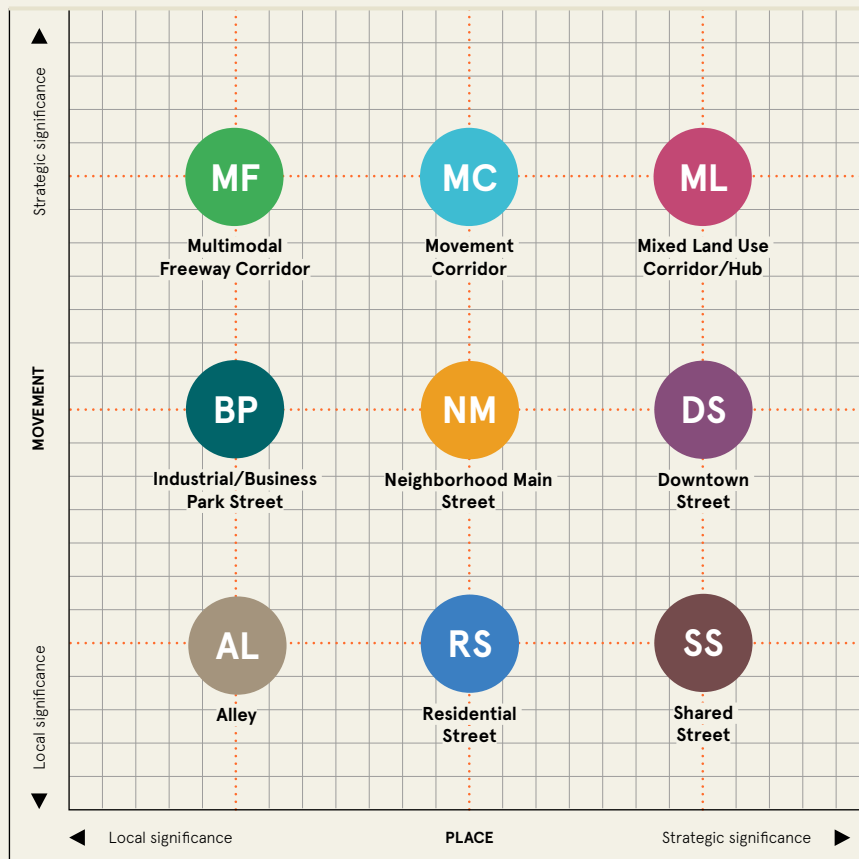 Strategic significance
MF
MC
ML
Multimodal
Freeway Corridor
Movement
Corridor
Mixed Land Use
Corridor/Hub
MOVEMENT
BP
NM
DS
Industrial/Business
Park Street
Neighborhood Main
Street
Downtown
Street
Local significance
AL
RS
SS
Alley
Residential
Street
Shared
Street
Local significance
PLACE
Strategic significance